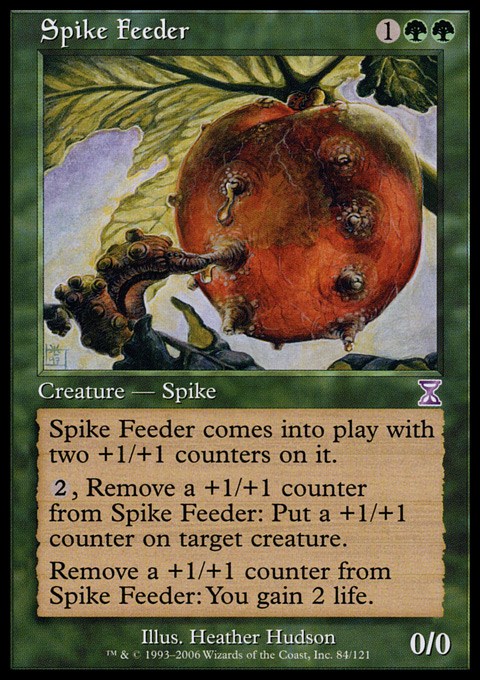 Spike Feeder 1
Creature — Spike
Spike Feeder comes into play with
two +1/+1 counters on it.
2, Remove a +1/+1 counter
from Spike Feeder: Put a +1/+1
counter on target creature.
Remove a +1/+1 counter from
Spike Feeder: You gain 2 life.
Illus. Heather Hudson
0/0
™ & © 1993–2006 Wizards of the Coast, Inc. 84/121